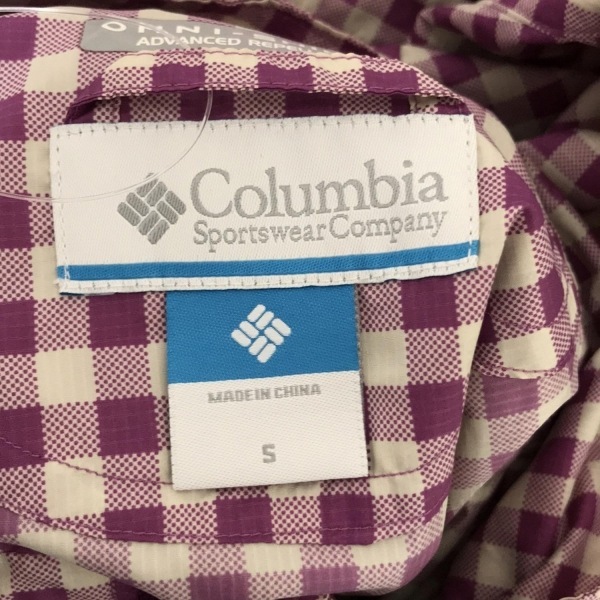 ADVANCED REPEL
Columbia
Sportswear Company
MADE IN CHINA
S